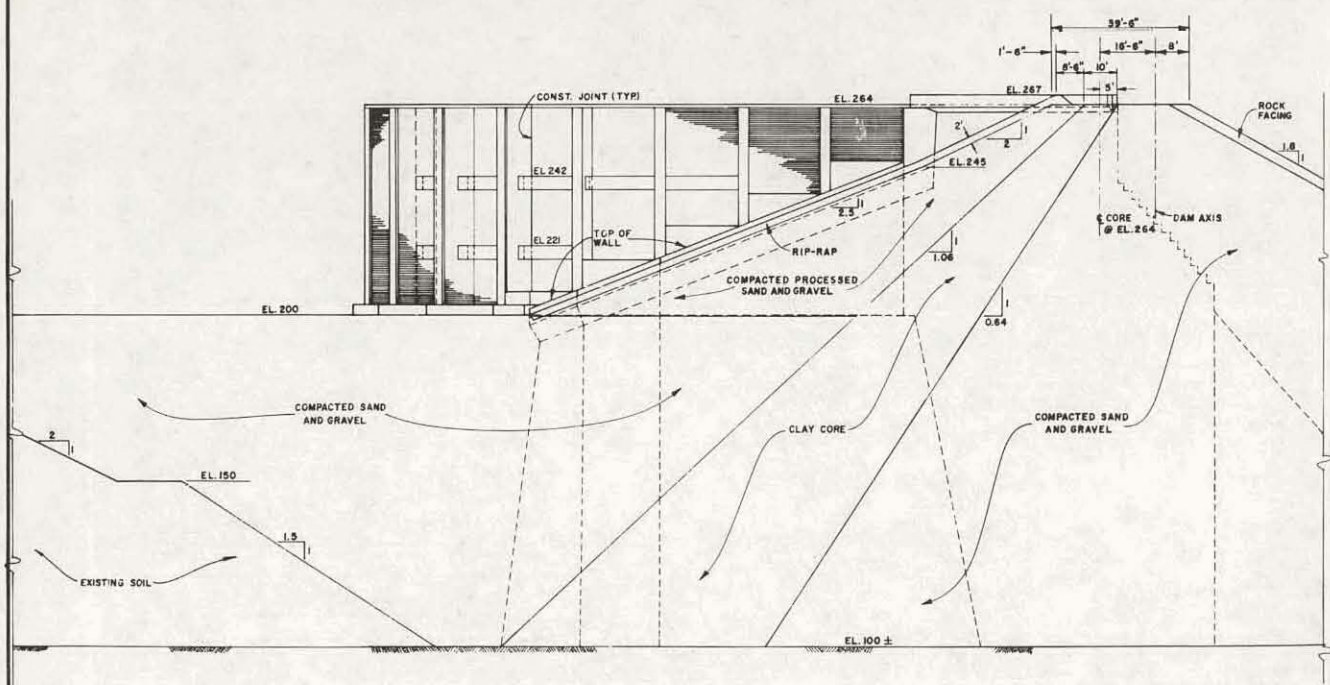 39'-6"
16'-6" 8'
1'-6"
8'-6" 10'
5'
CONST. JOINT (TYP)
EL. 264
EL. 267
ROCK
FACING
2'
1
2
1.8
1
EL. 245
EL 242
1
2.5
DAM AXIS
℄ CORE
@ EL. 264
EL 221
TOP OF
WALL
RIP-RAP
1
1.06
COMPACTED PROCESSED
SAND AND GRAVEL
EL. 200
1
0.64
COMPACTED SAND
AND GRAVEL
CLAY CORE
COMPACTED SAND
AND GRAVEL
2
1
EL. 150
1.5
1
EXISTING SOIL
EL. 100 ±